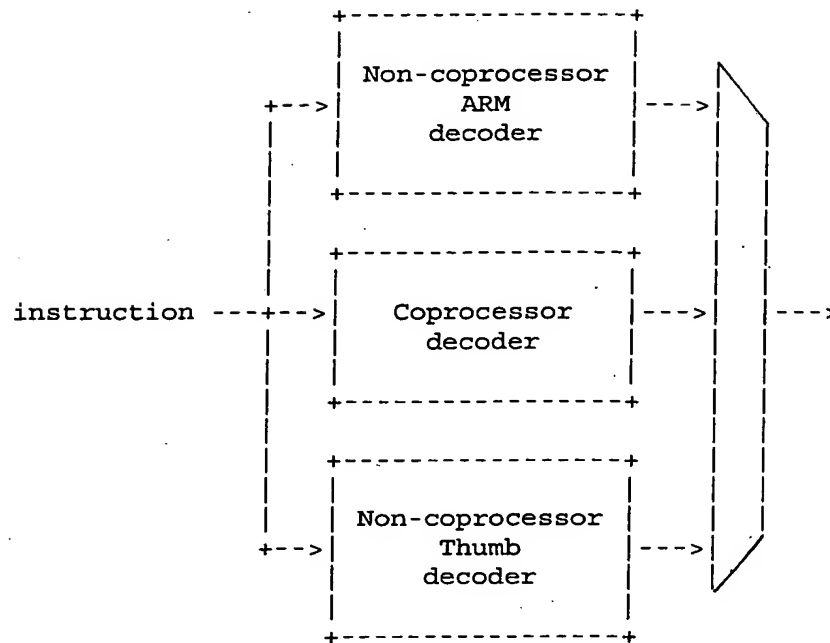 Non-coprocessor
ARM
decoder
instruction
Coprocessor
decoder
Non-coprocessor
Thumb
decoder